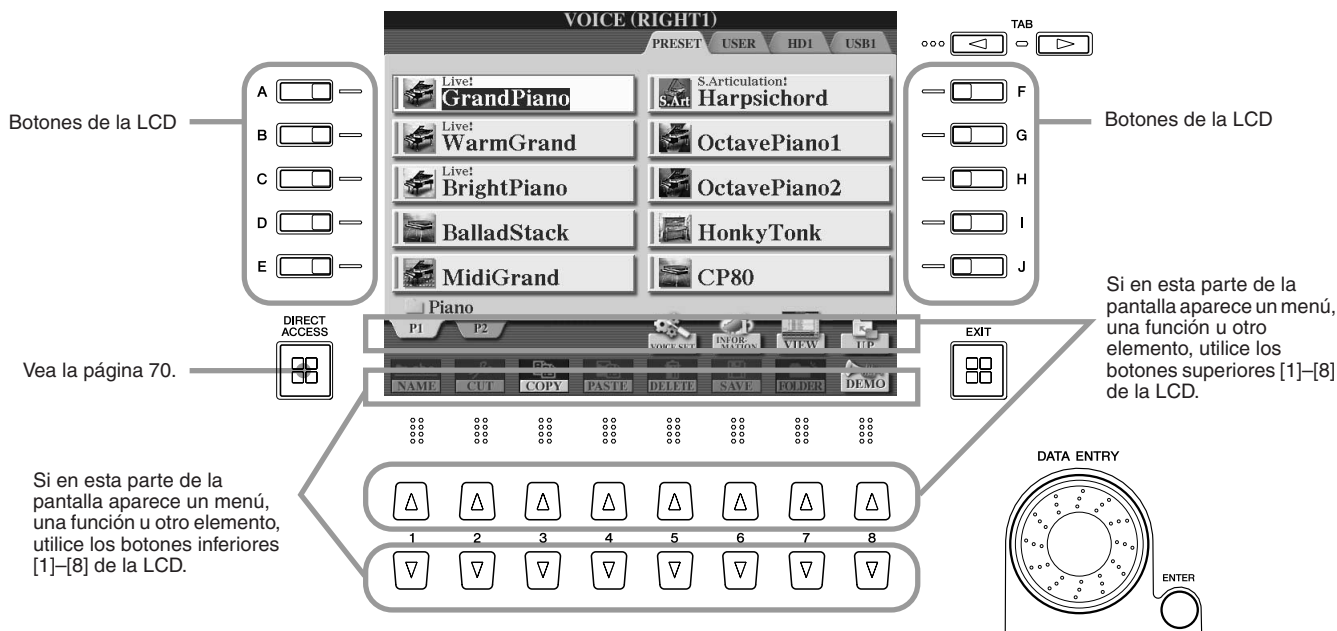 VOICE (RIGHT1)
PRESET USER HD1 USB1
TAB
Botones de la LCD
A
B
C
D
E
Live!
GrandPiano
Live!
WarmGrand
Live!
BrightPiano
BalladStack
MidiGrand
S.Articulation!
S.Art Harpsichord
OctavePiano1
OctavePiano2
HonkyTonk
CP80
F
G
H
I
J
Botones de la LCD
Piano
P1 P2
VOICE SET INFOR-MATION VIEW UP
NAME CUT COPY PASTE DELETE SAVE FOLDER DEMO
DIRECT
ACCESS
Vea la página 70.
EXIT
Si en esta parte de la
pantalla aparece un menú,
una función u otro
elemento, utilice los
botones superiores [1]–[8]
de la LCD.
Si en esta parte de la
pantalla aparece un menú,
una función u otro elemento,
utilice los botones inferiores
[1]–[8] de la LCD.
1 2 3 4 5 6 7 8
DATA ENTRY
ENTER